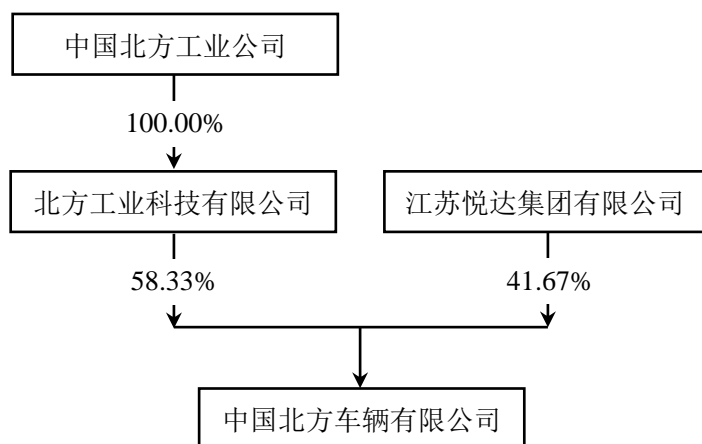 中国北方工业公司
100.00%
北方工业科技有限公司
江苏悦达集团有限公司
58.33%
41.67%
中国北方车辆有限公司